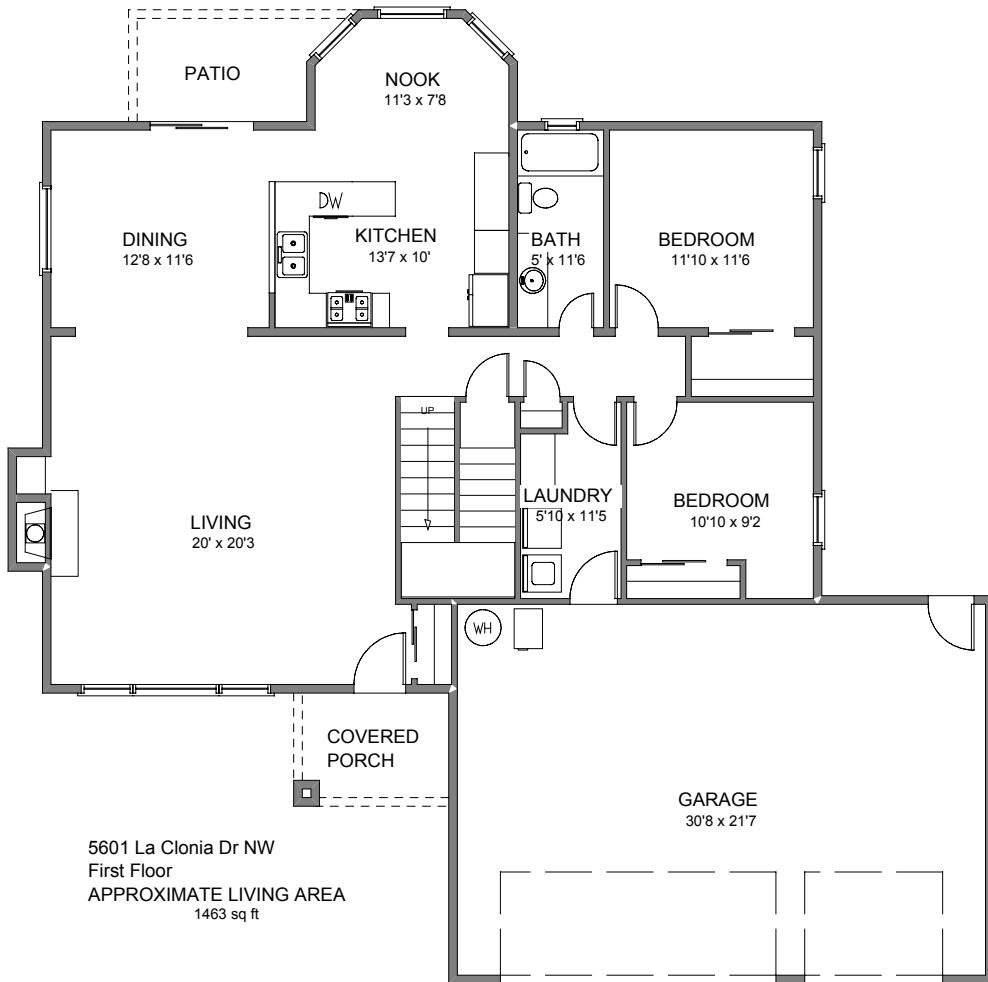 PATIO
NOOK
11'3 x 7'8
DINING
12'8 x 11'6
DW
KITCHEN
13'7 x 10'
BATH
5' x 11'6
BEDROOM
11'10 x 11'6
UP
LIVING
20' x 20'3
LAUNDRY
5'10 x 11'5
BEDROOM
10'10 x 9'2
WH
COVERED
PORCH
GARAGE
30'8 x 21'7
5601 La Clonia Dr NW
First Floor
APPROXIMATE LIVING AREA
1463 sq ft